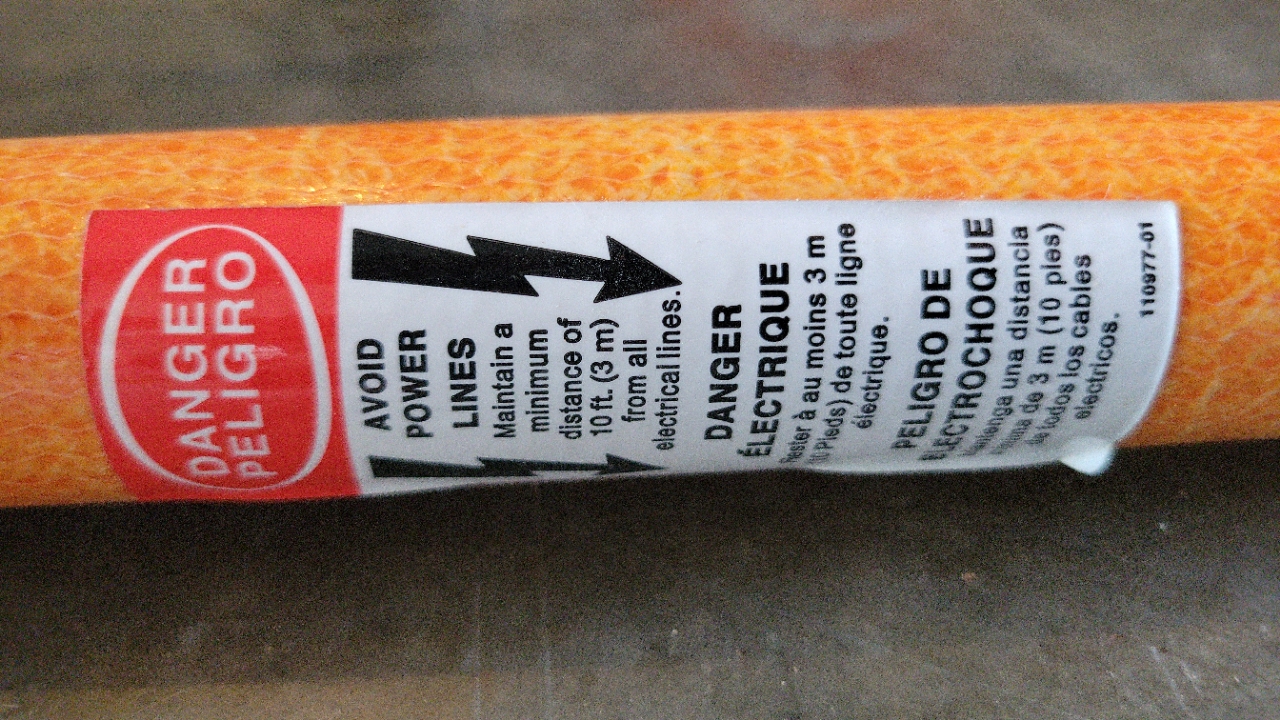 DANGER
PELIGRO
AVOID
POWER
LINES
Maintain a
minimum
distance of
10 ft. (3 m)
from all
electrical lines.
DANGER
ÉLECTRIQUE
à au moins 3 m
Pieds) de toute ligne
électrique.
PELIGRO DE
ELECTROCHOQUE
una distancia
de 3 m (10 pies)
de todos los cables
electricos.
110977-01